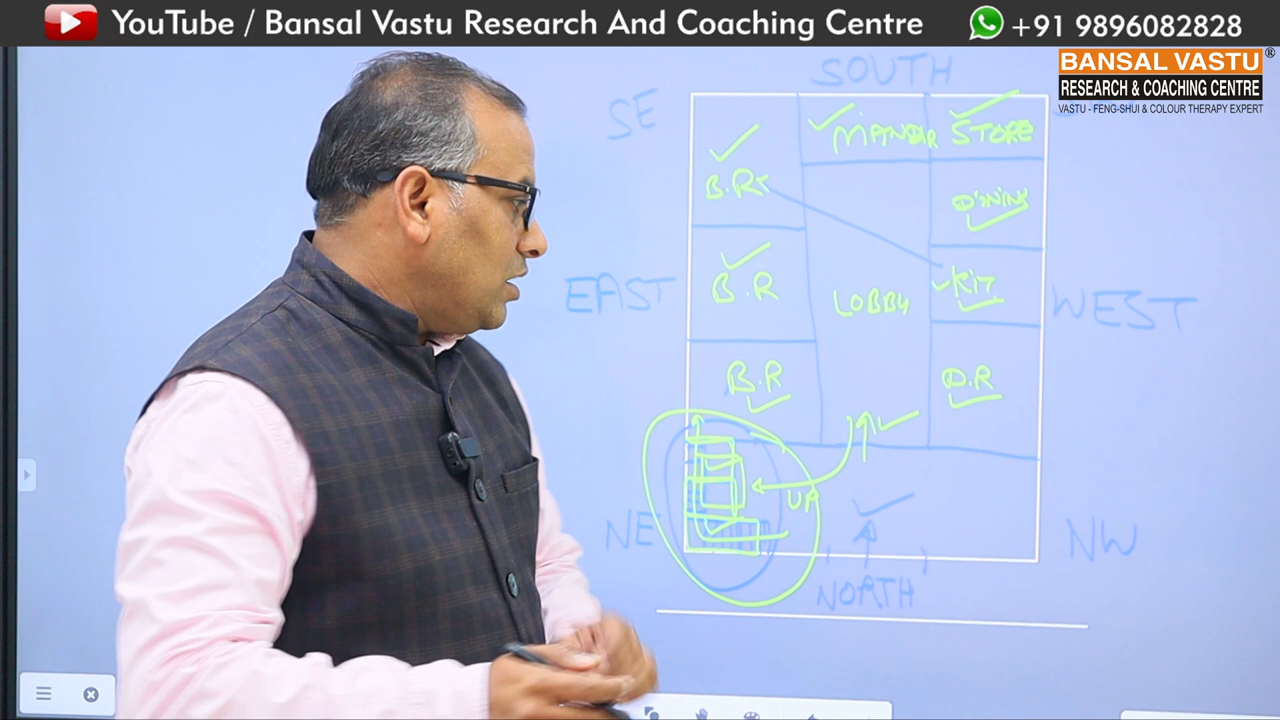 YouTube / Bansal Vastu Research And Coaching Centre
+91 9896082828
BANSAL VASTU®
RESEARCH & COACHING CENTRE
VASTU - FENG-SHUI & COLOUR THERAPY EXPERT
SOUTH
SE
MANDIR
STORE
B.R
DINING
EAST
B.R
LOBBY
KIT
WEST
B.R
D.R
UP
NE
NW
NORTH